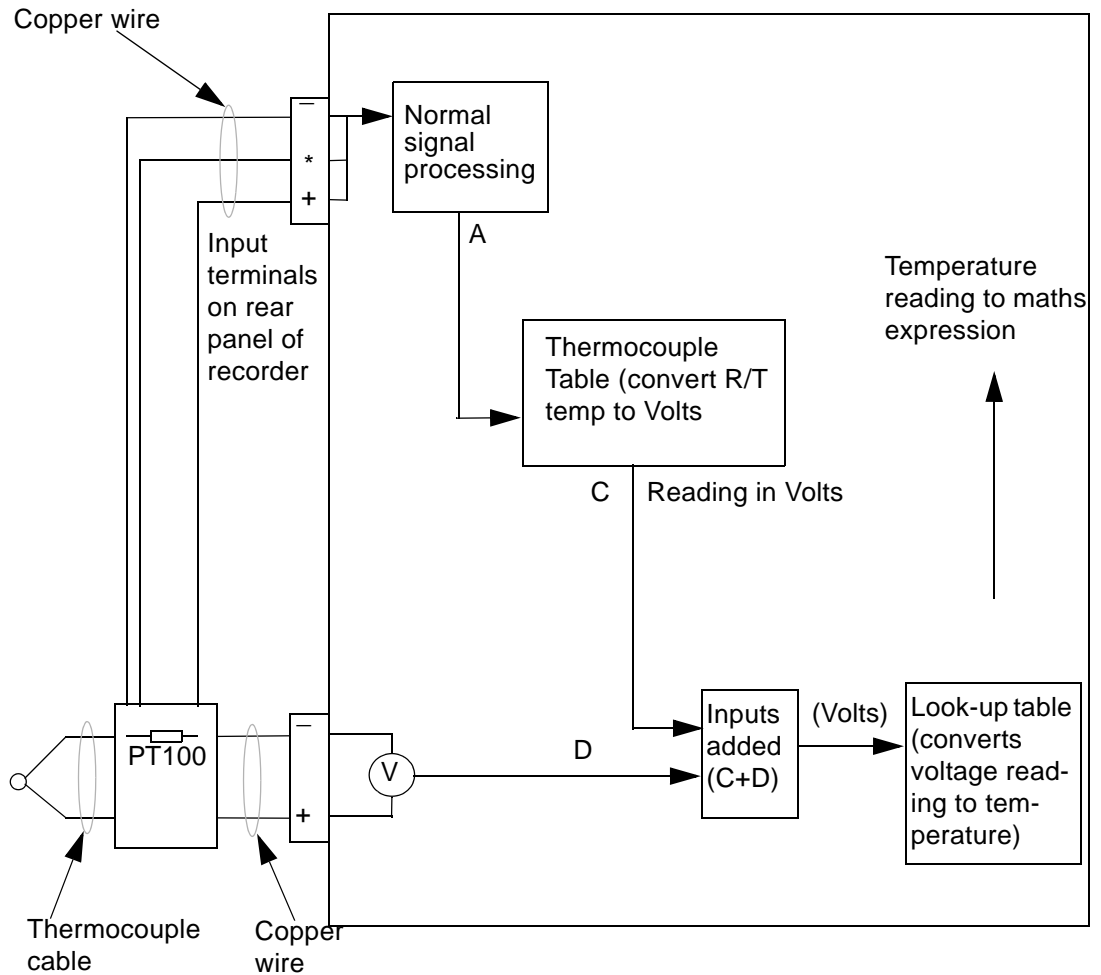 Copper wire
–
*
+
Normal
signal
processing
A
Input
terminals
on rear
panel of
recorder
Thermocouple
Table (convert R/T
temp to Volts
C
Reading in Volts
Temperature
reading to maths
expression
PT100
–
+
V
D
Inputs
added
(C+D)
(Volts)
Look-up table
(converts
voltage read-
ing to tem-
perature)
Thermocouple
cable
Copper
wire